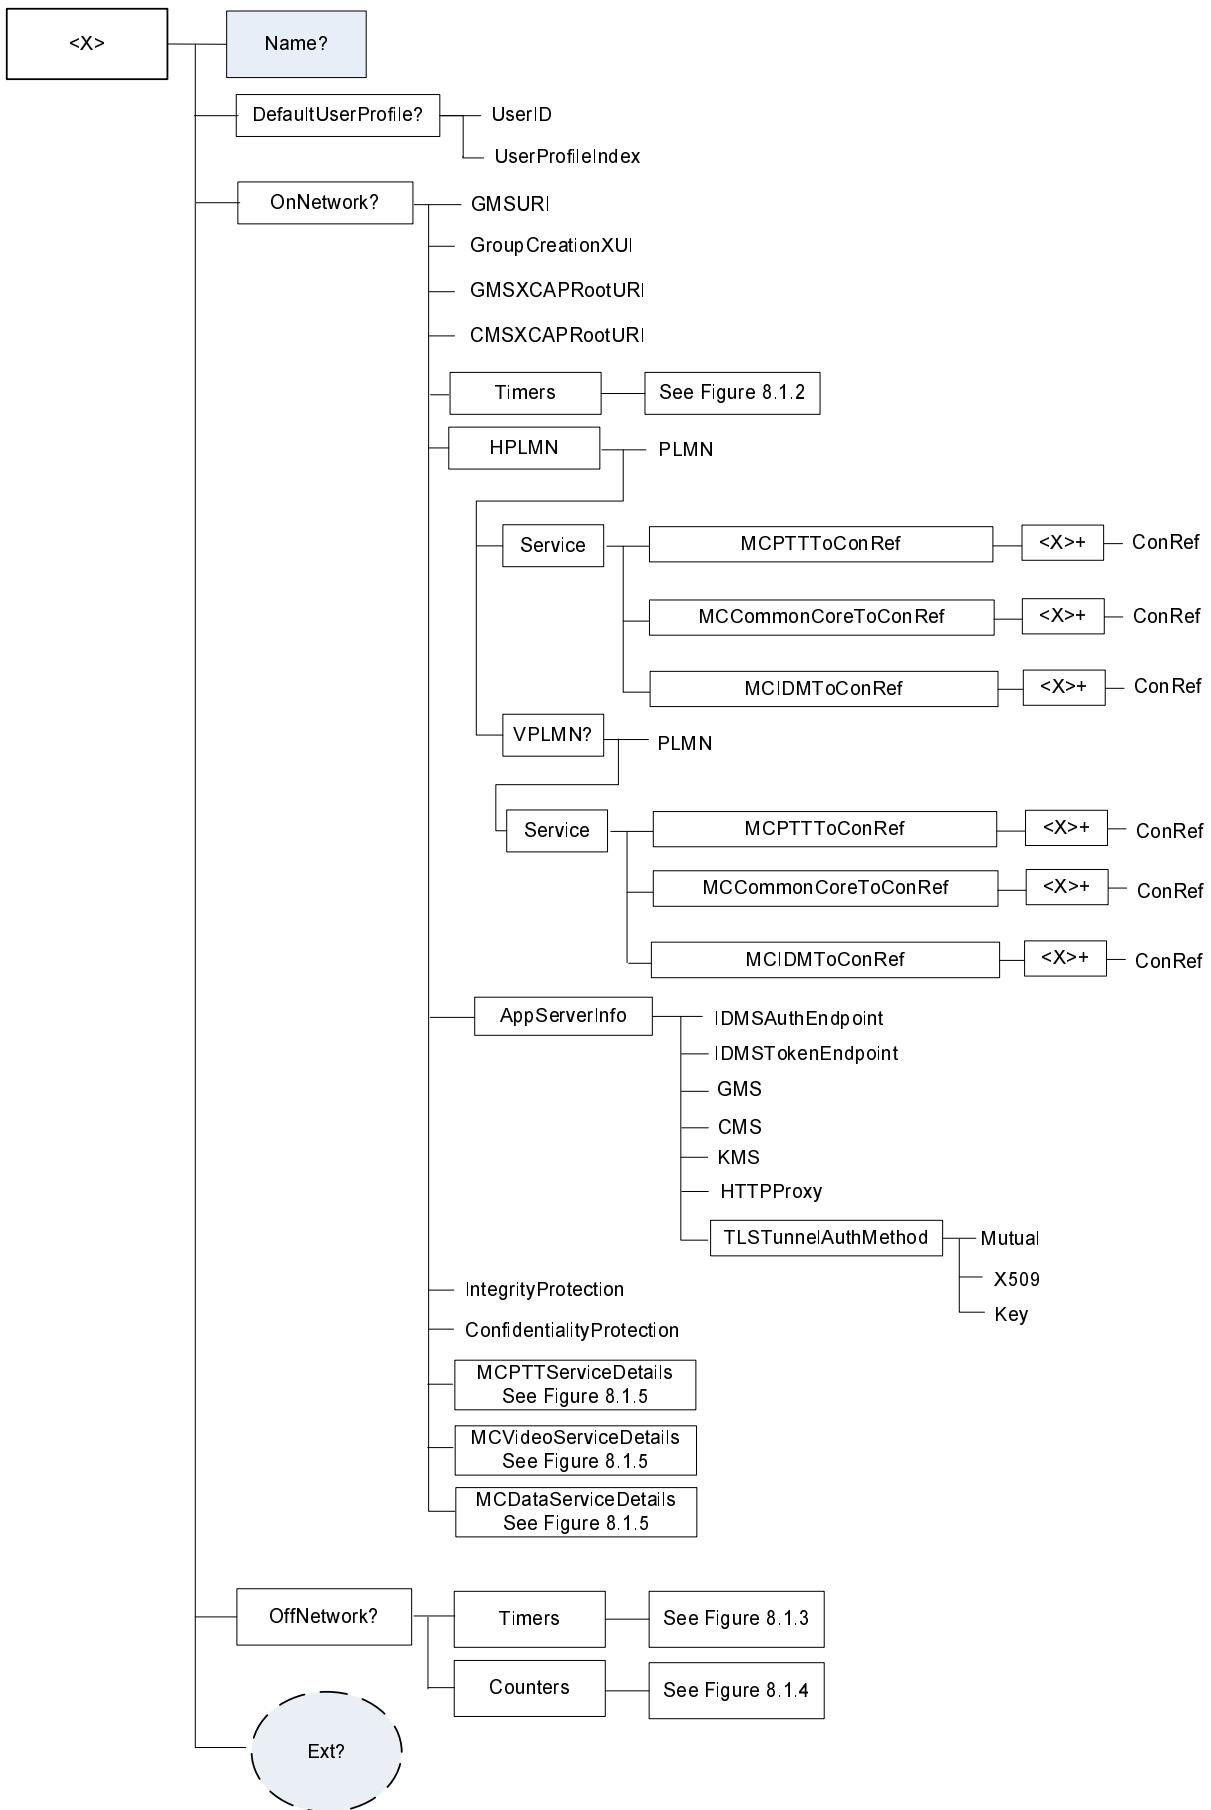 <X>
Name?
DefaultUserProfile?
UserID
UserProfileIndex
OnNetwork?
GMSURI
GroupCreationXUI
GMSXCAPRootURI
CMSXCAPRootURI
Timers
See Figure 8.1.2
HPLMN
PLMN
Service
MCPTTToConRef
<X>+
ConRef
MCCommonCoreToConRef
<X>+
ConRef
MCIDMToConRef
<X>+
ConRef
VPLMN?
PLMN
Service
MCPTTToConRef
<X>+
ConRef
MCCommonCoreToConRef
<X>+
ConRef
MCIDMToConRef
<X>+
ConRef
AppServerInfo
IDMSAuthEndpoint
IDMSTokenEndpoint
GMS
CMS
KMS
HTTPProxy
TLSTunnelAuthMethod
Mutual
X509
Key
IntegrityProtection
ConfidentialityProtection
MCPTTServiceDetails
See Figure 8.1.5
MCVideoServiceDetails
See Figure 8.1.5
MCDataServiceDetails
See Figure 8.1.5
OffNetwork?
Timers
See Figure 8.1.3
Counters
See Figure 8.1.4
Ext?